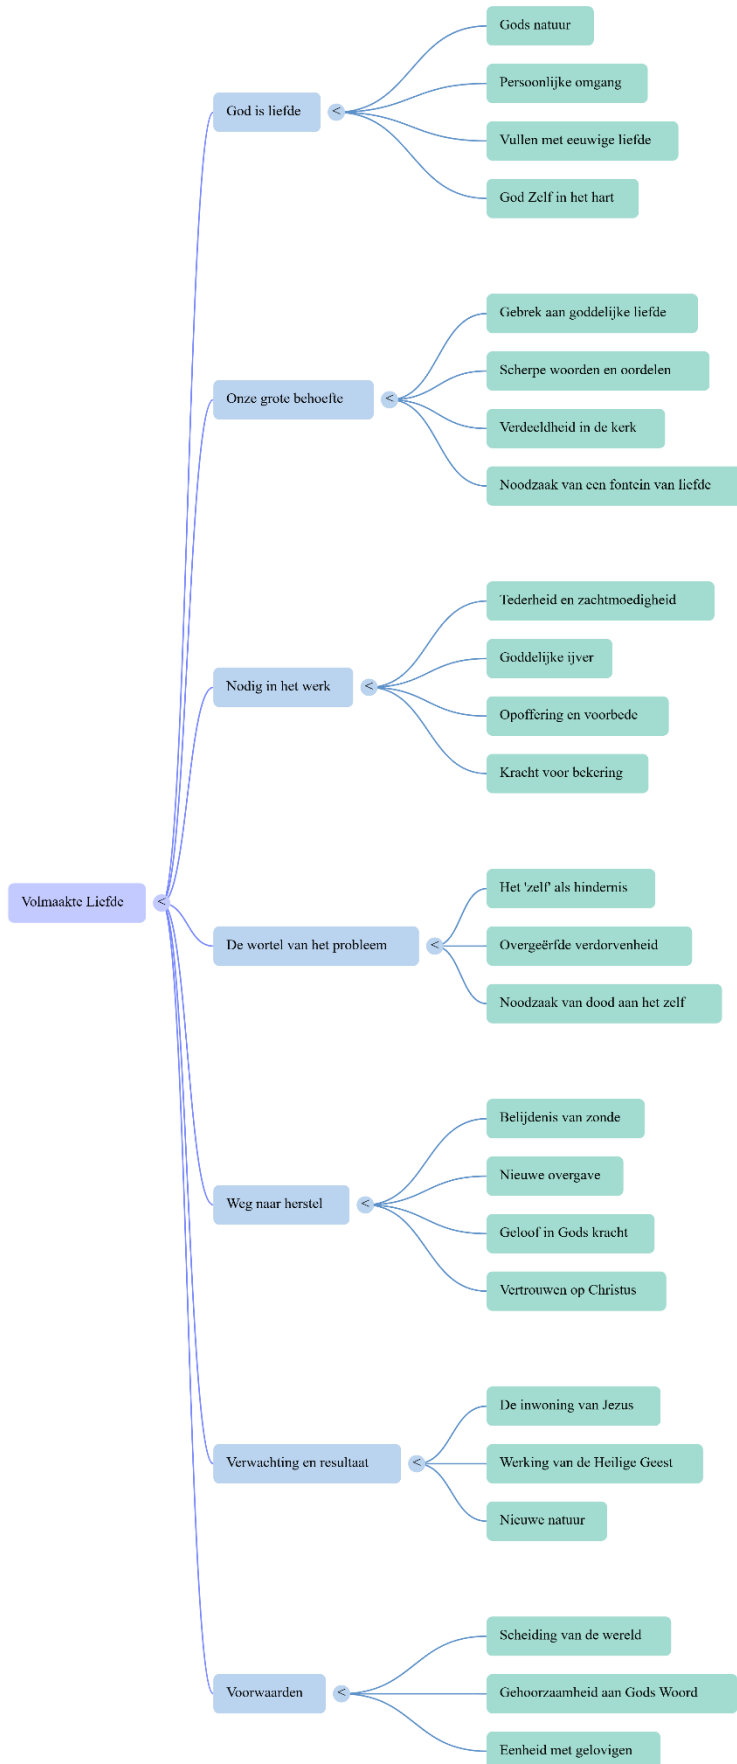 Volmaakte Liefde
<
God is liefde
<
Gods natuur
Persoonlijke omgang
Vullen met eeuwige liefde
God Zelf in het hart
Onze grote behoefte
<
Gebrek aan goddelijke liefde
Scherpe woorden en oordelen
Verdeeldheid in de kerk
Noodzaak van een fontein van liefde
Nodig in het werk
<
Tederheid en zachtmoedigheid
Goddelijke ijver
Opoffering en voorbede
Kracht voor bekering
De wortel van het probleem
<
Het 'zelf' als hindernis
Overgeërfde verdorvenheid
Noodzaak van dood aan het zelf
Weg naar herstel
<
Belijdenis van zonde
Nieuwe overgave
Geloof in Gods kracht
Vertrouwen op Christus
Verwachting en resultaat
<
De inwoning van Jezus
Werking van de Heilige Geest
Nieuwe natuur
Voorwaarden
<
Scheiding van de wereld
Gehoorzaamheid aan Gods Woord
Eenheid met gelovigen